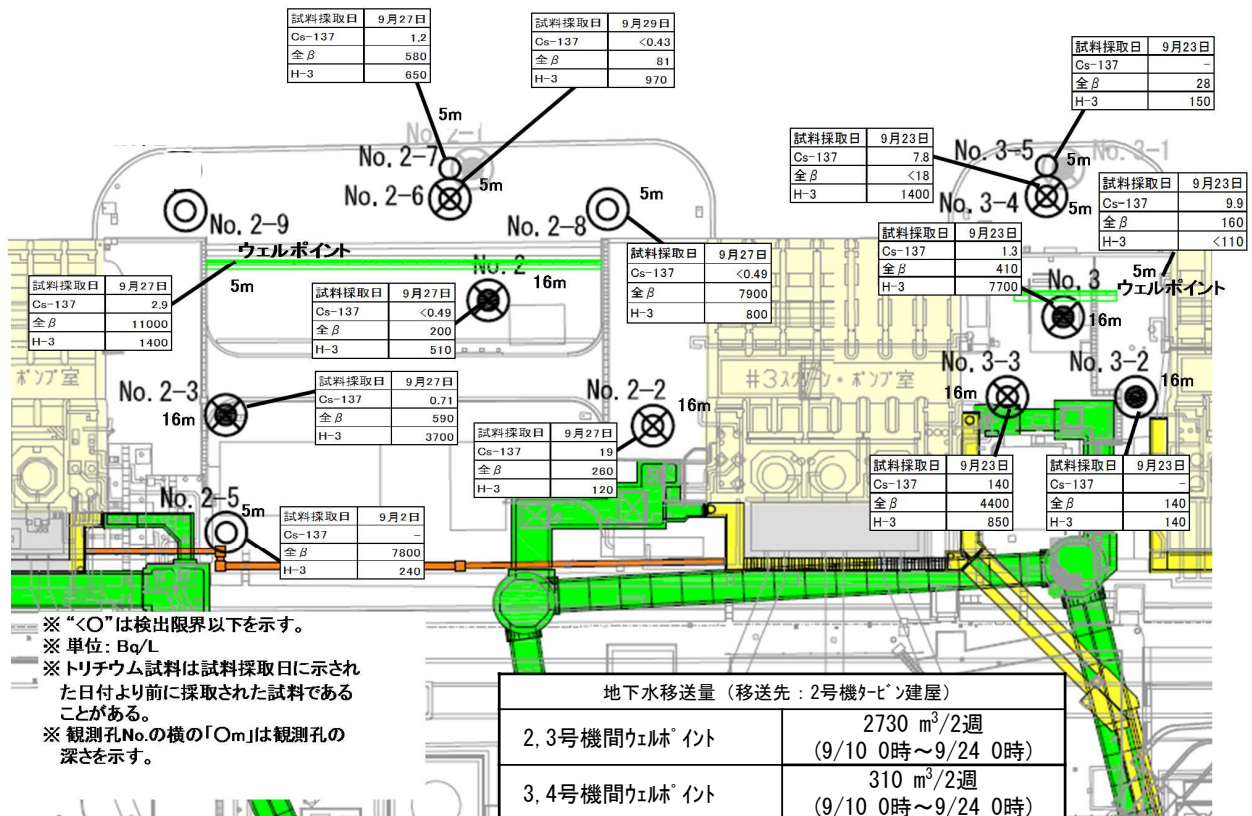 試料採取日 9月27日
Cs-137 1.2
全β 580
H-3 650
試料採取日 9月29日
Cs-137 <0.43
全β 81
H-3 970
試料採取日 9月23日
Cs-137 -
全β 28
H-3 150
5m
No. 2-1
No. 2-7
No. 2-6
5m
試料採取日 9月23日
Cs-137 7.8
全β <18
H-3 1400
No. 3-5
5m
No. 3-1
No. 3-4
5m
試料採取日 9月23日
Cs-137 9.9
全β 160
H-3 <110
No. 2-9
No. 2-8
5m
ウェルポイント
5m
試料採取日 9月27日
Cs-137 2.9
全β 11000
H-3 1400
No. 2
16m
試料採取日 9月27日
Cs-137 <0.49
全β 200
H-3 510
試料採取日 9月27日
Cs-137 <0.49
全β 7900
H-3 800
試料採取日 9月23日
Cs-137 1.3
全β 410
H-3 7700
No. 3
16m
5m
ウェルポイント
ポンプ室
No. 2-3
16m
試料採取日 9月27日
Cs-137 0.71
全β 590
H-3 3700
No. 2-2
16m
試料採取日 9月27日
Cs-137 19
全β 260
H-3 120
#3スクリーン・ポンプ室
No. 3-3
16m
No. 3-2
16m
試料採取日 9月23日
Cs-137 140
全β 4400
H-3 850
試料採取日 9月23日
Cs-137 -
全β 140
H-3 140
No. 2-5
5m
試料採取日 9月2日
Cs-137 -
全β 7800
H-3 240
※ “<〇”は検出限界以下を示す。
※ 単位: Bq/L
※ トリチウム試料は試料採取日に示され
た日付より前に採取された試料である
ことがある。
※ 観測孔No.の横の「〇m」は観測孔の
深さを示す。
地下水移送量（移送先：2号機タービン建屋）
2,3号機間ウェルポイント 2730 m³/2週
(9/10 0時～9/24 0時)
3,4号機間ウェルポイント 310 m³/2週
(9/10 0時～9/24 0時)